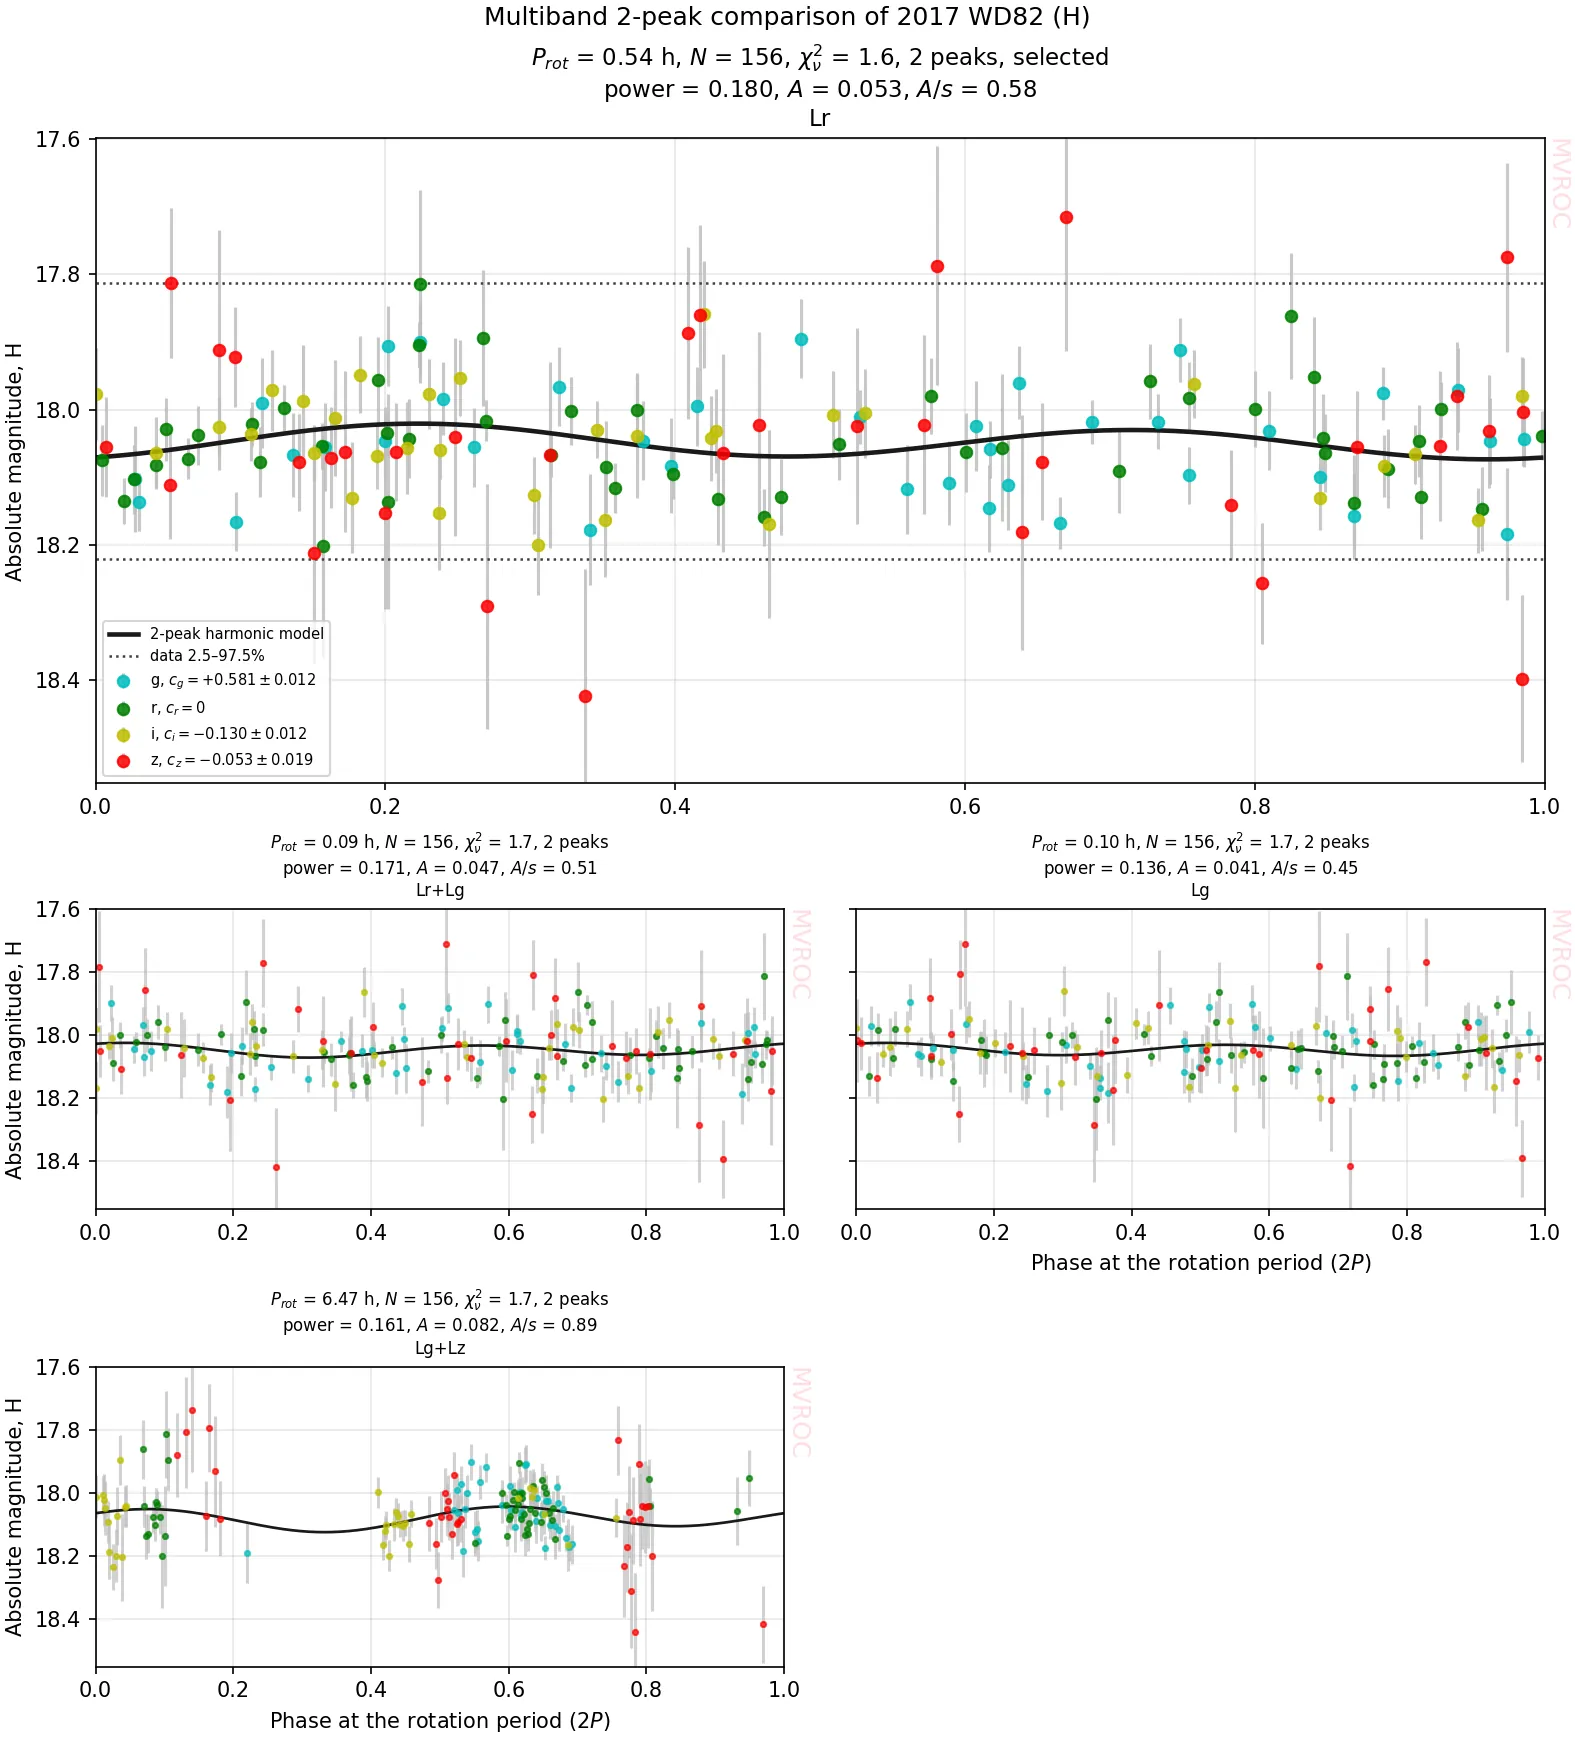 Multiband 2-peak comparison of 2017 WD82 (H)
P_rot = 0.54 h, N = 156, χ²_ν = 1.6, 2 peaks, selected
power = 0.180, A = 0.053, A/s = 0.58
Lr
17.6
17.8
18.0
18.2
18.4
Absolute magnitude, H
MVROC
2-peak harmonic model
data 2.5–97.5%
g, c_g = +0.581 ± 0.012
r, c_r = 0
i, c_i = −0.130 ± 0.012
z, c_z = −0.053 ± 0.019
0.0 0.2 0.4 0.6 0.8 1.0
P_rot = 0.09 h, N = 156, χ²_ν = 1.7, 2 peaks
power = 0.171, A = 0.047, A/s = 0.51
Lr+Lg
17.6
17.8
18.0
18.2
18.4
Absolute magnitude, H
MVROC
0.0 0.2 0.4 0.6 0.8 1.0
P_rot = 0.10 h, N = 156, χ²_ν = 1.7, 2 peaks
power = 0.136, A = 0.041, A/s = 0.45
Lg
MVROC
0.0 0.2 0.4 0.6 0.8 1.0
Phase at the rotation period (2P)
P_rot = 6.47 h, N = 156, χ²_ν = 1.7, 2 peaks
power = 0.161, A = 0.082, A/s = 0.89
Lg+Lz
17.6
17.8
18.0
18.2
18.4
Absolute magnitude, H
MVROC
0.0 0.2 0.4 0.6 0.8 1.0
Phase at the rotation period (2P)